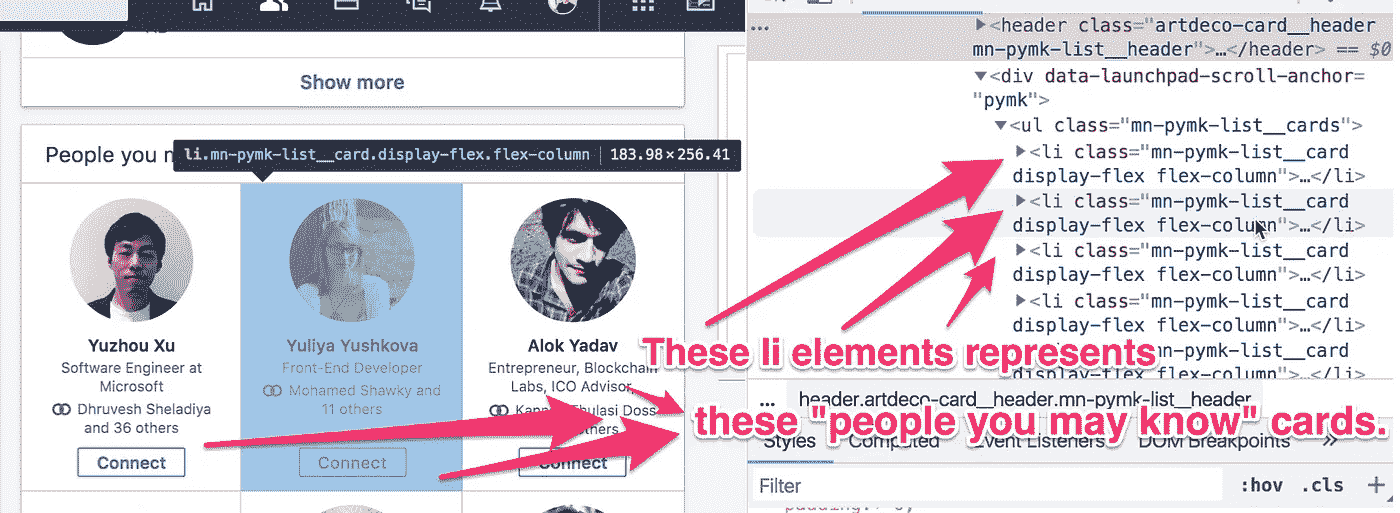 Show more
People you m
li.mn-pymk-list__card.display-flex.flex-column 183.98 × 256.41
Yuzhou Xu
Software Engineer at
Microsoft
Dhruvesh Sheladiya
and 36 others
Connect
Yuliya Yushkova
Front-End Developer
Mohamed Shawky and
11 others
Connect
Alok Yadav
Entrepreneur, Blockchain
Labs, ICO Advisor,
Doss
others
Connect
<header class="artdeco-card__header
mn-pymk-list__header">…</header> == $0
<div data-launchpad-scroll-anchor=
"pymk">
<ul class="mn-pymk-list__cards">
<li class="mn-pymk-list__card
display-flex flex-column">…</li>
<li class="mn-pymk-list__card
display-flex flex-column">…</li>
<li class="mn-pymk-list__card
display-flex flex-column">…</li>
<li class="mn-pymk-list__card
display-flex flex-column">…</li>
<li class="mn-pymk-list__card
display-flex flex-column">…</li>
These li elements represents
these "people you may know" cards.
... header.artdeco-card__header.mn-pymk-list__header
Styles Computed Event Listeners DOM Breakpoints »
Filter :hov .cls +